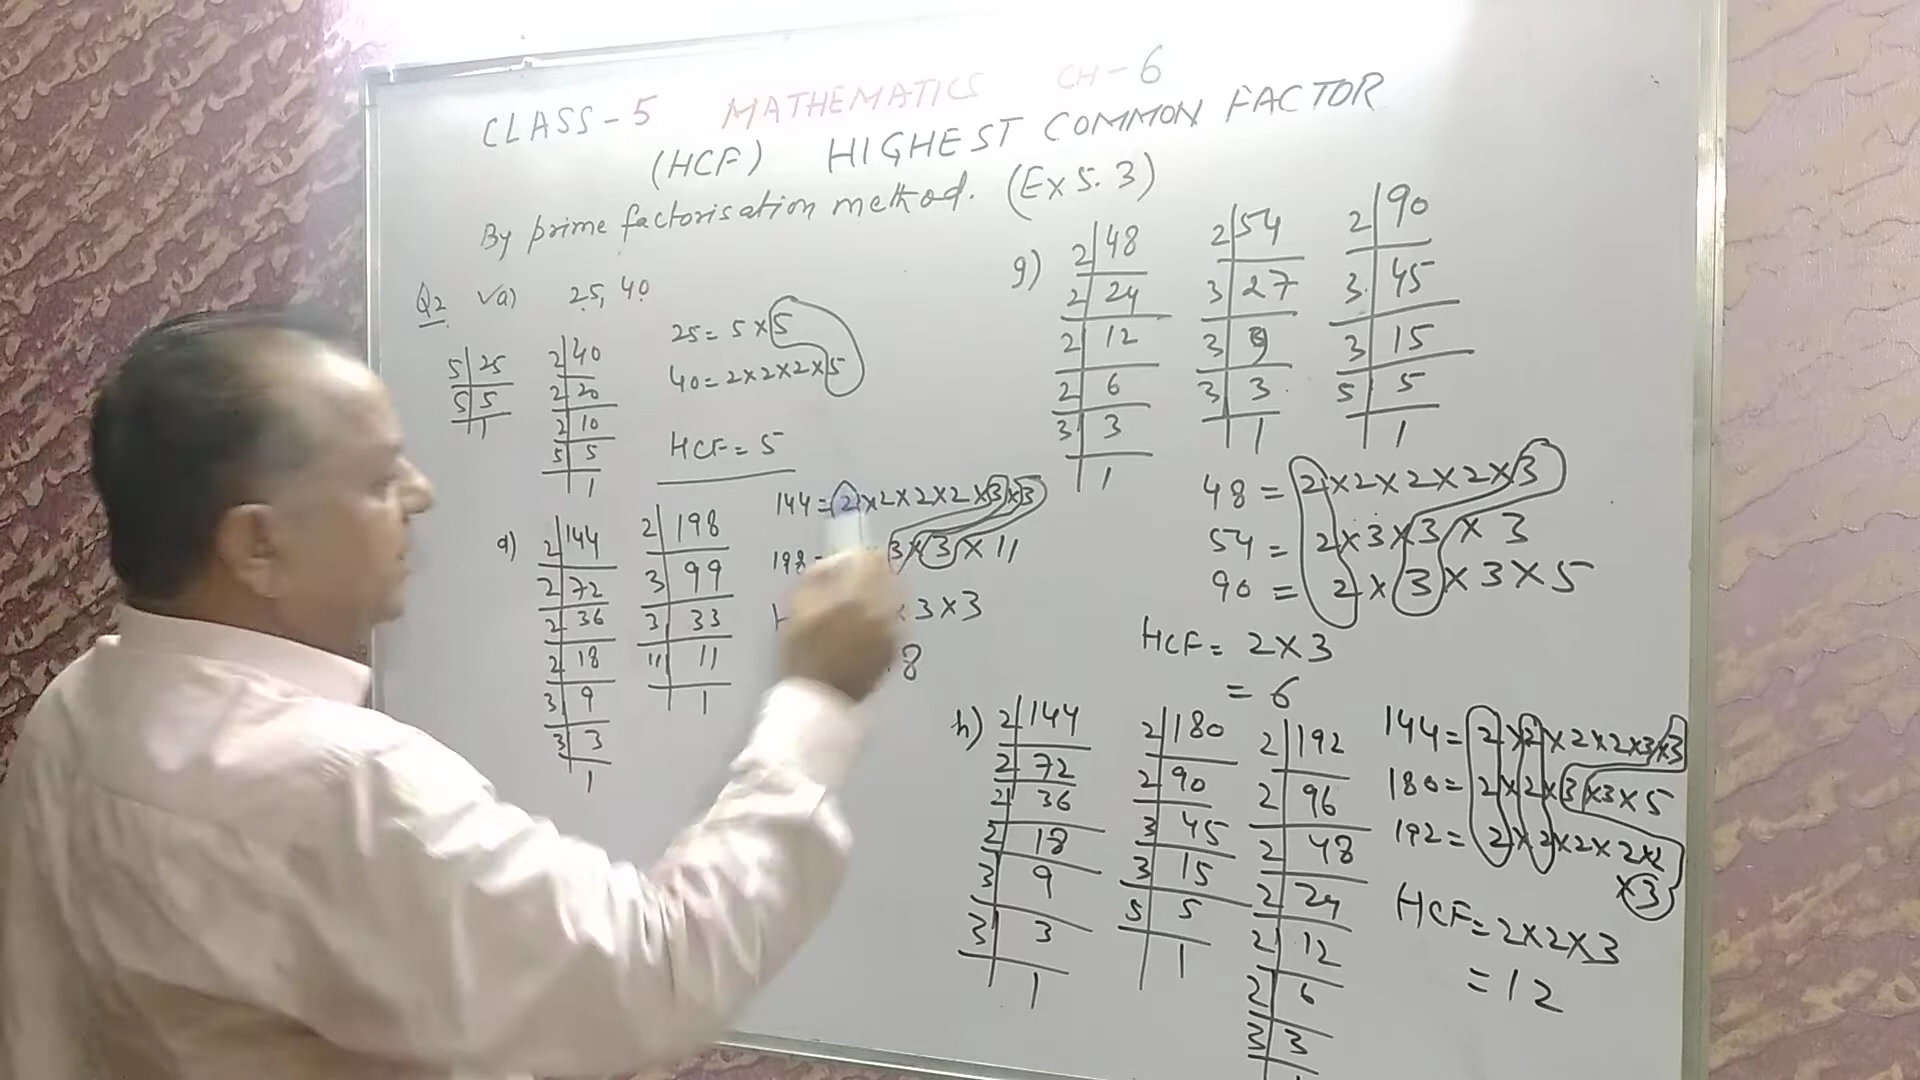 CLASS-5 MATHEMATICS CH-6
(HCF) HIGHEST COMMON FACTOR
By prime factorisation method. (Ex 5.3)
Q2 √a) 25, 40
5|25
5|5
1
2|40
2|20
2|10
5|5
1
25 = 5×5
40 = 2×2×2×5
HCF = 5
d) 2|144
2|72
2|36
2|18
3|9
3|3
1
2|198
3|99
3|33
11|11
1
144 = 2×2×2×2×3×3
198 = 3×3×11
×3×3
8
g) 2|48
2|24
2|12
2|6
3|3
1
2|54
3|27
3|9
3|3
1
2|90
3|45
3|15
5|5
1
48 = 2×2×2×2×3
54 = 2×3×3×3
90 = 2×3×3×5
HCF = 2×3
= 6
h) 2|144
2|72
2|36
2|18
3|9
3|3
1
2|180
2|90
3|45
3|15
5|5
1
2|192
2|96
2|48
2|24
2|12
2|6
3|3
144 = 2×2×2×2×3×3
180 = 2×2×3×3×5
192 = 2×2×2×2×2
×3
HCF = 2×2×3
= 12